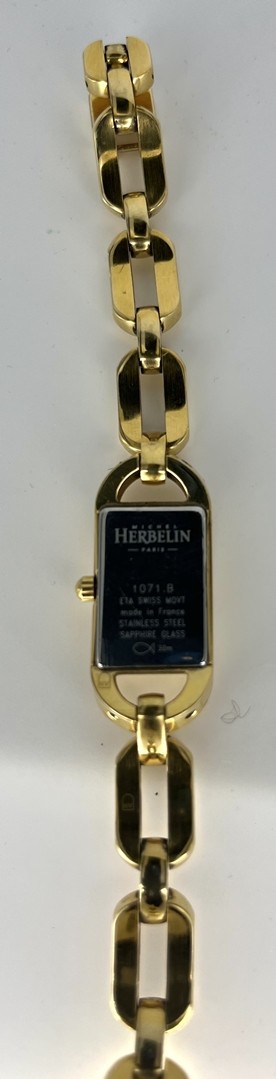 MICHEL
HERBELIN
PARIS
1071.B
ETA SWISS MOVT
made in France
STAINLESS STEEL
SAPPHIRE GLASS
30m